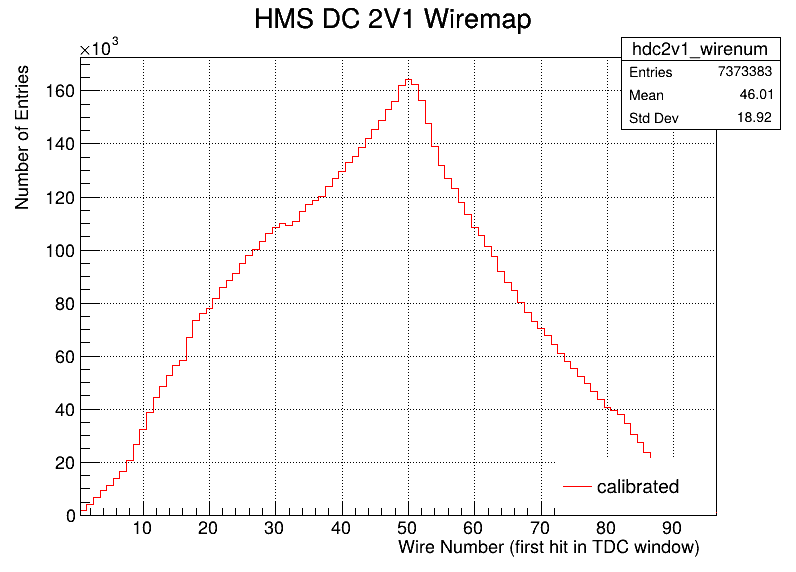 HMS DC 2V1 Wiremap
×10³
hdc2v1_wirenum
Entries 7373383
Mean 46.01
Std Dev 18.92
Number of Entries
160
140
120
100
80
60
40
20
0
calibrated
10 20 30 40 50 60 70 80 90
Wire Number (first hit in TDC window)